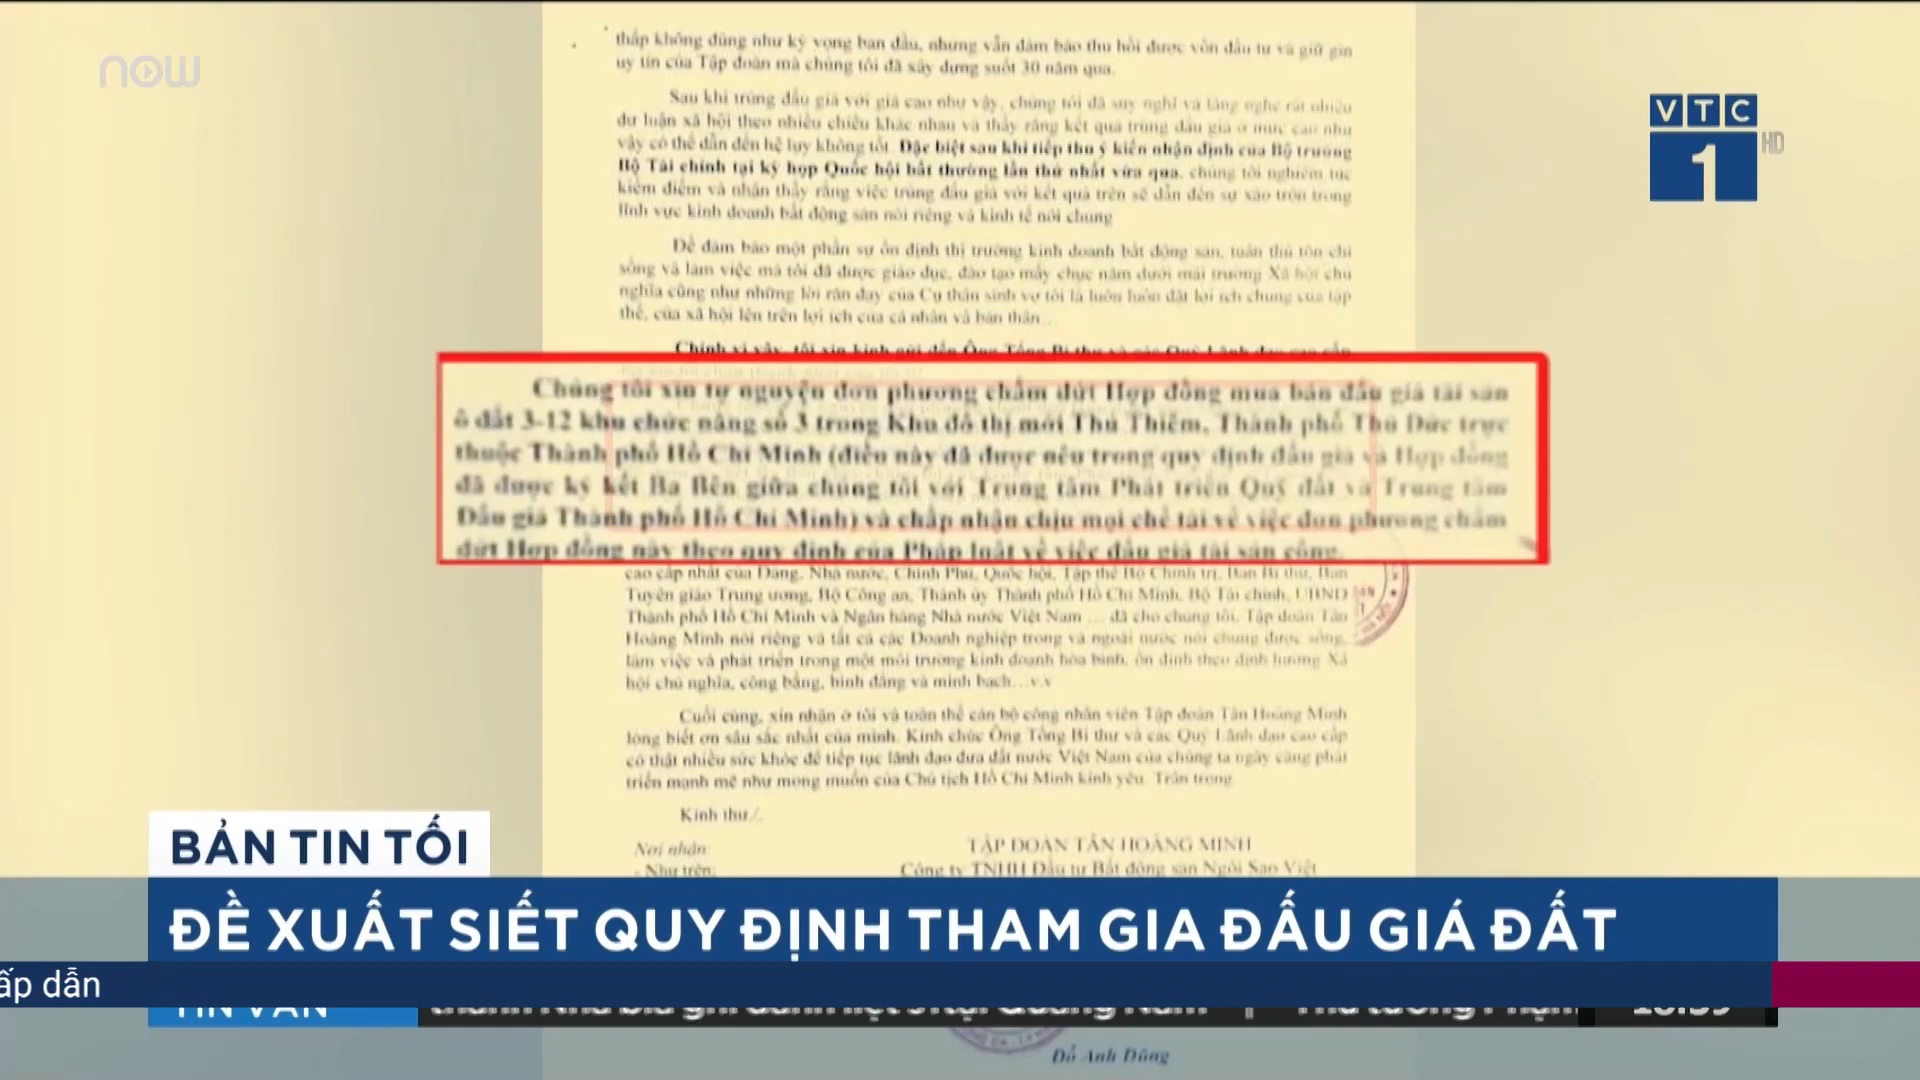 thấp không đúng như kỳ vọng ban đầu, nhưng vẫn đảm bảo thu hồi được vốn đầu tư và giữ gìn
uy tín của Tập đoàn mà chúng tôi đã xây dựng suốt 30 năm qua.
now
VTC
1 HD
Sau khi trúng đấu giá với giá cao như vậy, chúng tôi đã suy nghĩ và lắng nghe rất nhiều
dư luận xã hội theo nhiều chiều khác nhau và thấy rằng kết quả trúng đấu giá ở mức cao như
vậy có thể dẫn đến hệ lụy không tốt. Đặc biệt sau khi tiếp thu ý kiến nhận định của Bộ trưởng
Bộ Tài chính tại kỳ họp Quốc hội bất thường lần thứ nhất vừa qua, chúng tôi nghiêm túc
kiểm điểm và nhận thấy rằng việc trúng đấu giá với kết quả trên sẽ dẫn đến sự xáo trộn trong
lĩnh vực kinh doanh bất động sản nói riêng và kinh tế nói chung
Để đảm bảo một phần sự ổn định thị trường kinh doanh bất động sản, tuân thủ tôn chỉ
sống và làm việc mà tôi đã được giáo dục, đào tạo mấy chục năm dưới mái trường Xã hội chủ
nghĩa cũng như những lời răn dạy của Cụ thân sinh vợ tôi là luôn luôn đặt lợi ích chung của tập
thể, của xã hội lên trên lợi ích của cá nhân và bản thân...
Chính vì vậy, tôi xin kính gửi đến Ông Tổng Bí thư và các Quý Lãnh đạo cao cấp
Chúng tôi xin tự nguyện đơn phương chấm dứt Hợp đồng mua bán đấu giá tài sản
ô đất 3-12 khu chức năng số 3 trong Khu đô thị mới Thủ Thiêm, Thành phố Thủ Đức trực
thuộc Thành phố Hồ Chí Minh (điều này đã được nêu trong quy định đấu giá và Hợp đồng
đã được ký kết Ba Bên giữa chúng tôi với Trung tâm Phát triển Quỹ đất và Trung tâm
Đấu giá Thành phố Hồ Chí Minh) và chấp nhận chịu mọi chế tài về việc đơn phương chấm
dứt Hợp đồng này theo quy định của Pháp luật về việc đấu giá tài sản công.
cao cấp nhất của Đảng, Nhà nước, Chính Phủ, Quốc hội, Tập thể Bộ Chính trị, Ban Bí thư, Ban
Tuyên giáo Trung ương, Bộ Công an, Thành ủy Thành phố Hồ Chí Minh, Bộ Tài chính, UBND
Thành phố Hồ Chí Minh và Ngân hàng Nhà nước Việt Nam ... đã cho chúng tôi, Tập đoàn Tân
Hoàng Minh nói riêng và tất cả các Doanh nghiệp trong và ngoài nước nói chung được sống,
làm việc và phát triển trong một môi trường kinh doanh hòa bình, ổn định theo định hướng Xã
hội chủ nghĩa, công bằng, bình đẳng và minh bạch...v.v
Cuối cùng, xin nhận ở tôi và toàn thể cán bộ công nhân viên Tập đoàn Tân Hoàng Minh
lòng biết ơn sâu sắc nhất của mình. Kính chúc Ông Tổng Bí thư và các Quý Lãnh đạo cao cấp
có thật nhiều sức khỏe để tiếp tục lãnh đạo đưa đất nước Việt Nam của chúng ta ngày càng phát
triển mạnh mẽ như mong muốn của Chủ tịch Hồ Chí Minh kính yêu. Trân trọng.
Kính thư./.
Nơi nhận:
- Như trên;
TẬP ĐOÀN TÂN HOÀNG MINH
Công ty TNHH Đầu tư Bất động sản Ngôi Sao Việt
BẢN TIN TỐI
ĐỀ XUẤT SIẾT QUY ĐỊNH THAM GIA ĐẤU GIÁ ĐẤT
ấp dẫn
TIN VẮN
18:59
Đỗ Anh Dũng